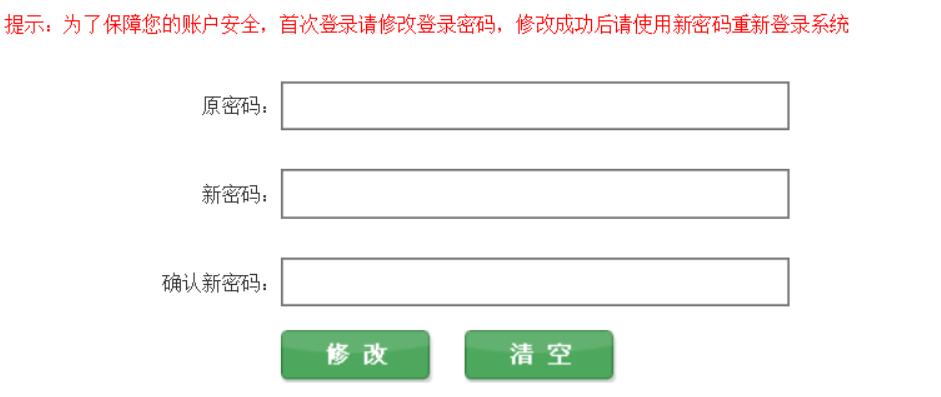 提示：为了保障您的账户安全，首次登录请修改登录密码，修改成功后请使用新密码重新登录系统
原密码：
新密码：
确认新密码：
修 改 清 空